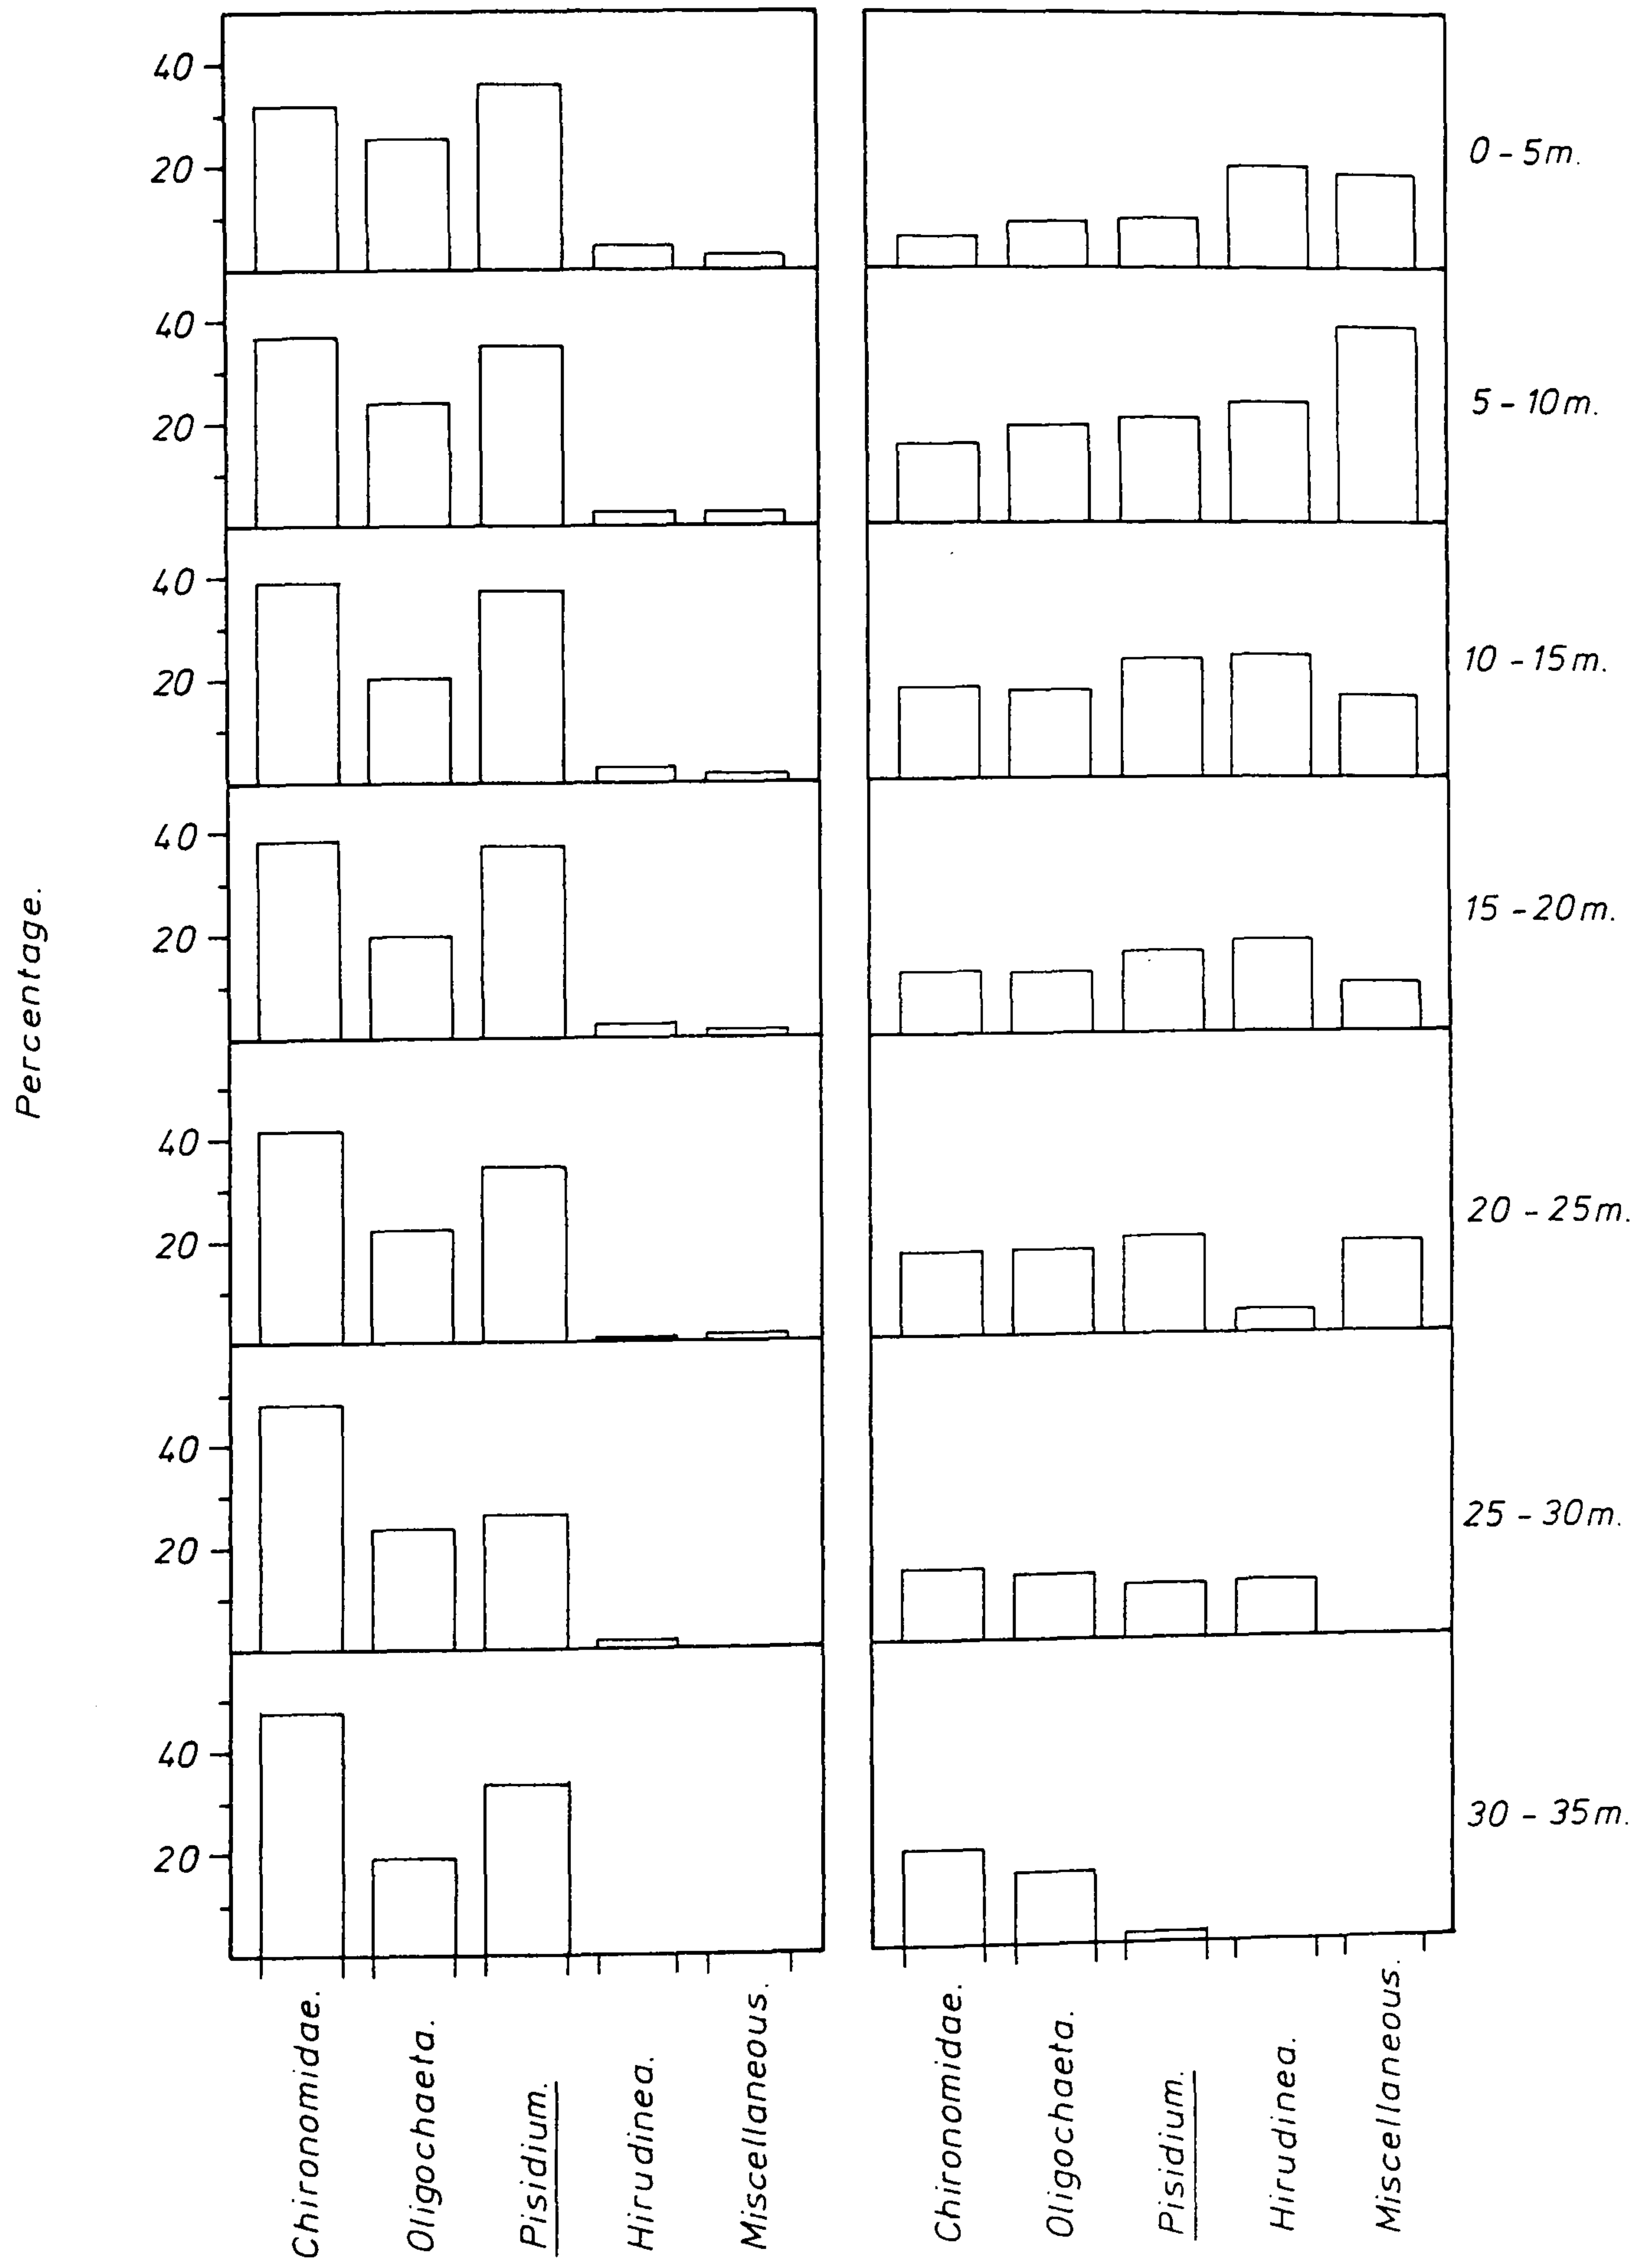 40
20
0 - 5m.
40
20
5 - 10m.
40
20
10 - 15m.
40
20
15 - 20m.
Percentage.
40
20
20 - 25m.
40
20
25 - 30m.
40
20
30 - 35m.
Chironomidae.
Oligochaeta.
Pisidium.
Hirudinea.
Miscellaneous.
Chironomidae.
Oligochaeta.
Pisidium.
Hirudinea.
Miscellaneous.